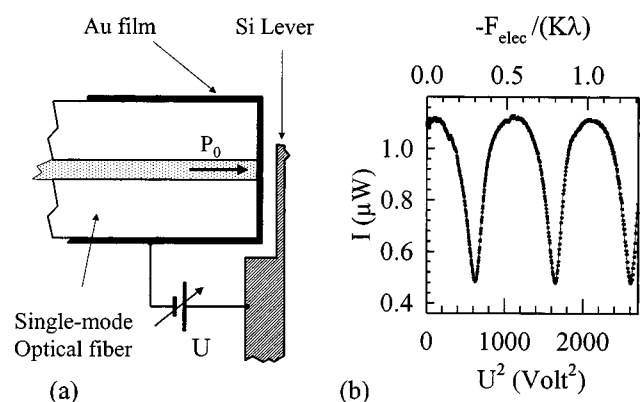 Au film
Si Lever
P0
Single-mode
Optical fiber
U
(a)
-Felec/(Kλ)
0.0 0.5 1.0
I (μW)
1.0
0.8
0.6
0.4
0 1000 2000
U² (Volt²)
(b)